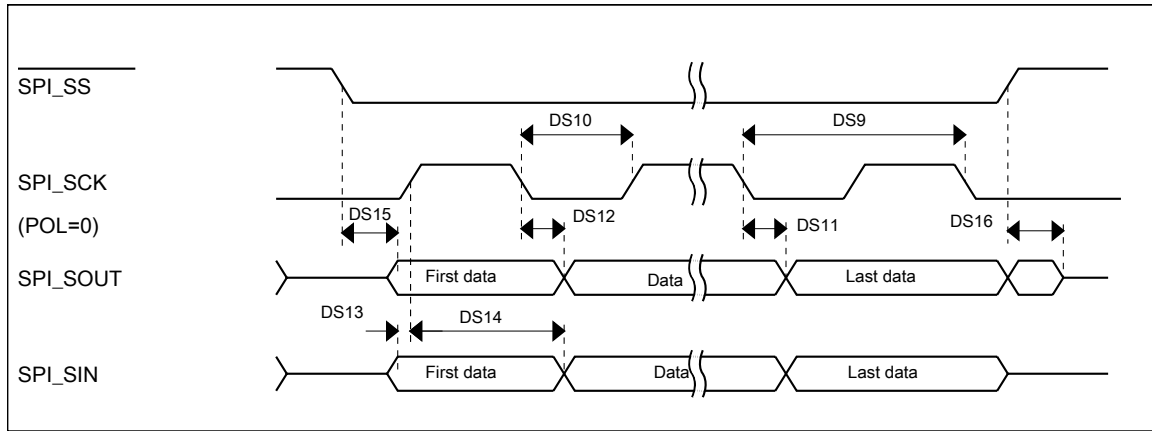 SPI_SS
DS10
DS9
SPI_SCK
DS15
DS12
DS11
DS16
(POL=0)
SPI_SOUT
First data
Data
Last data
DS13
DS14
SPI_SIN
First data
Data
Last data